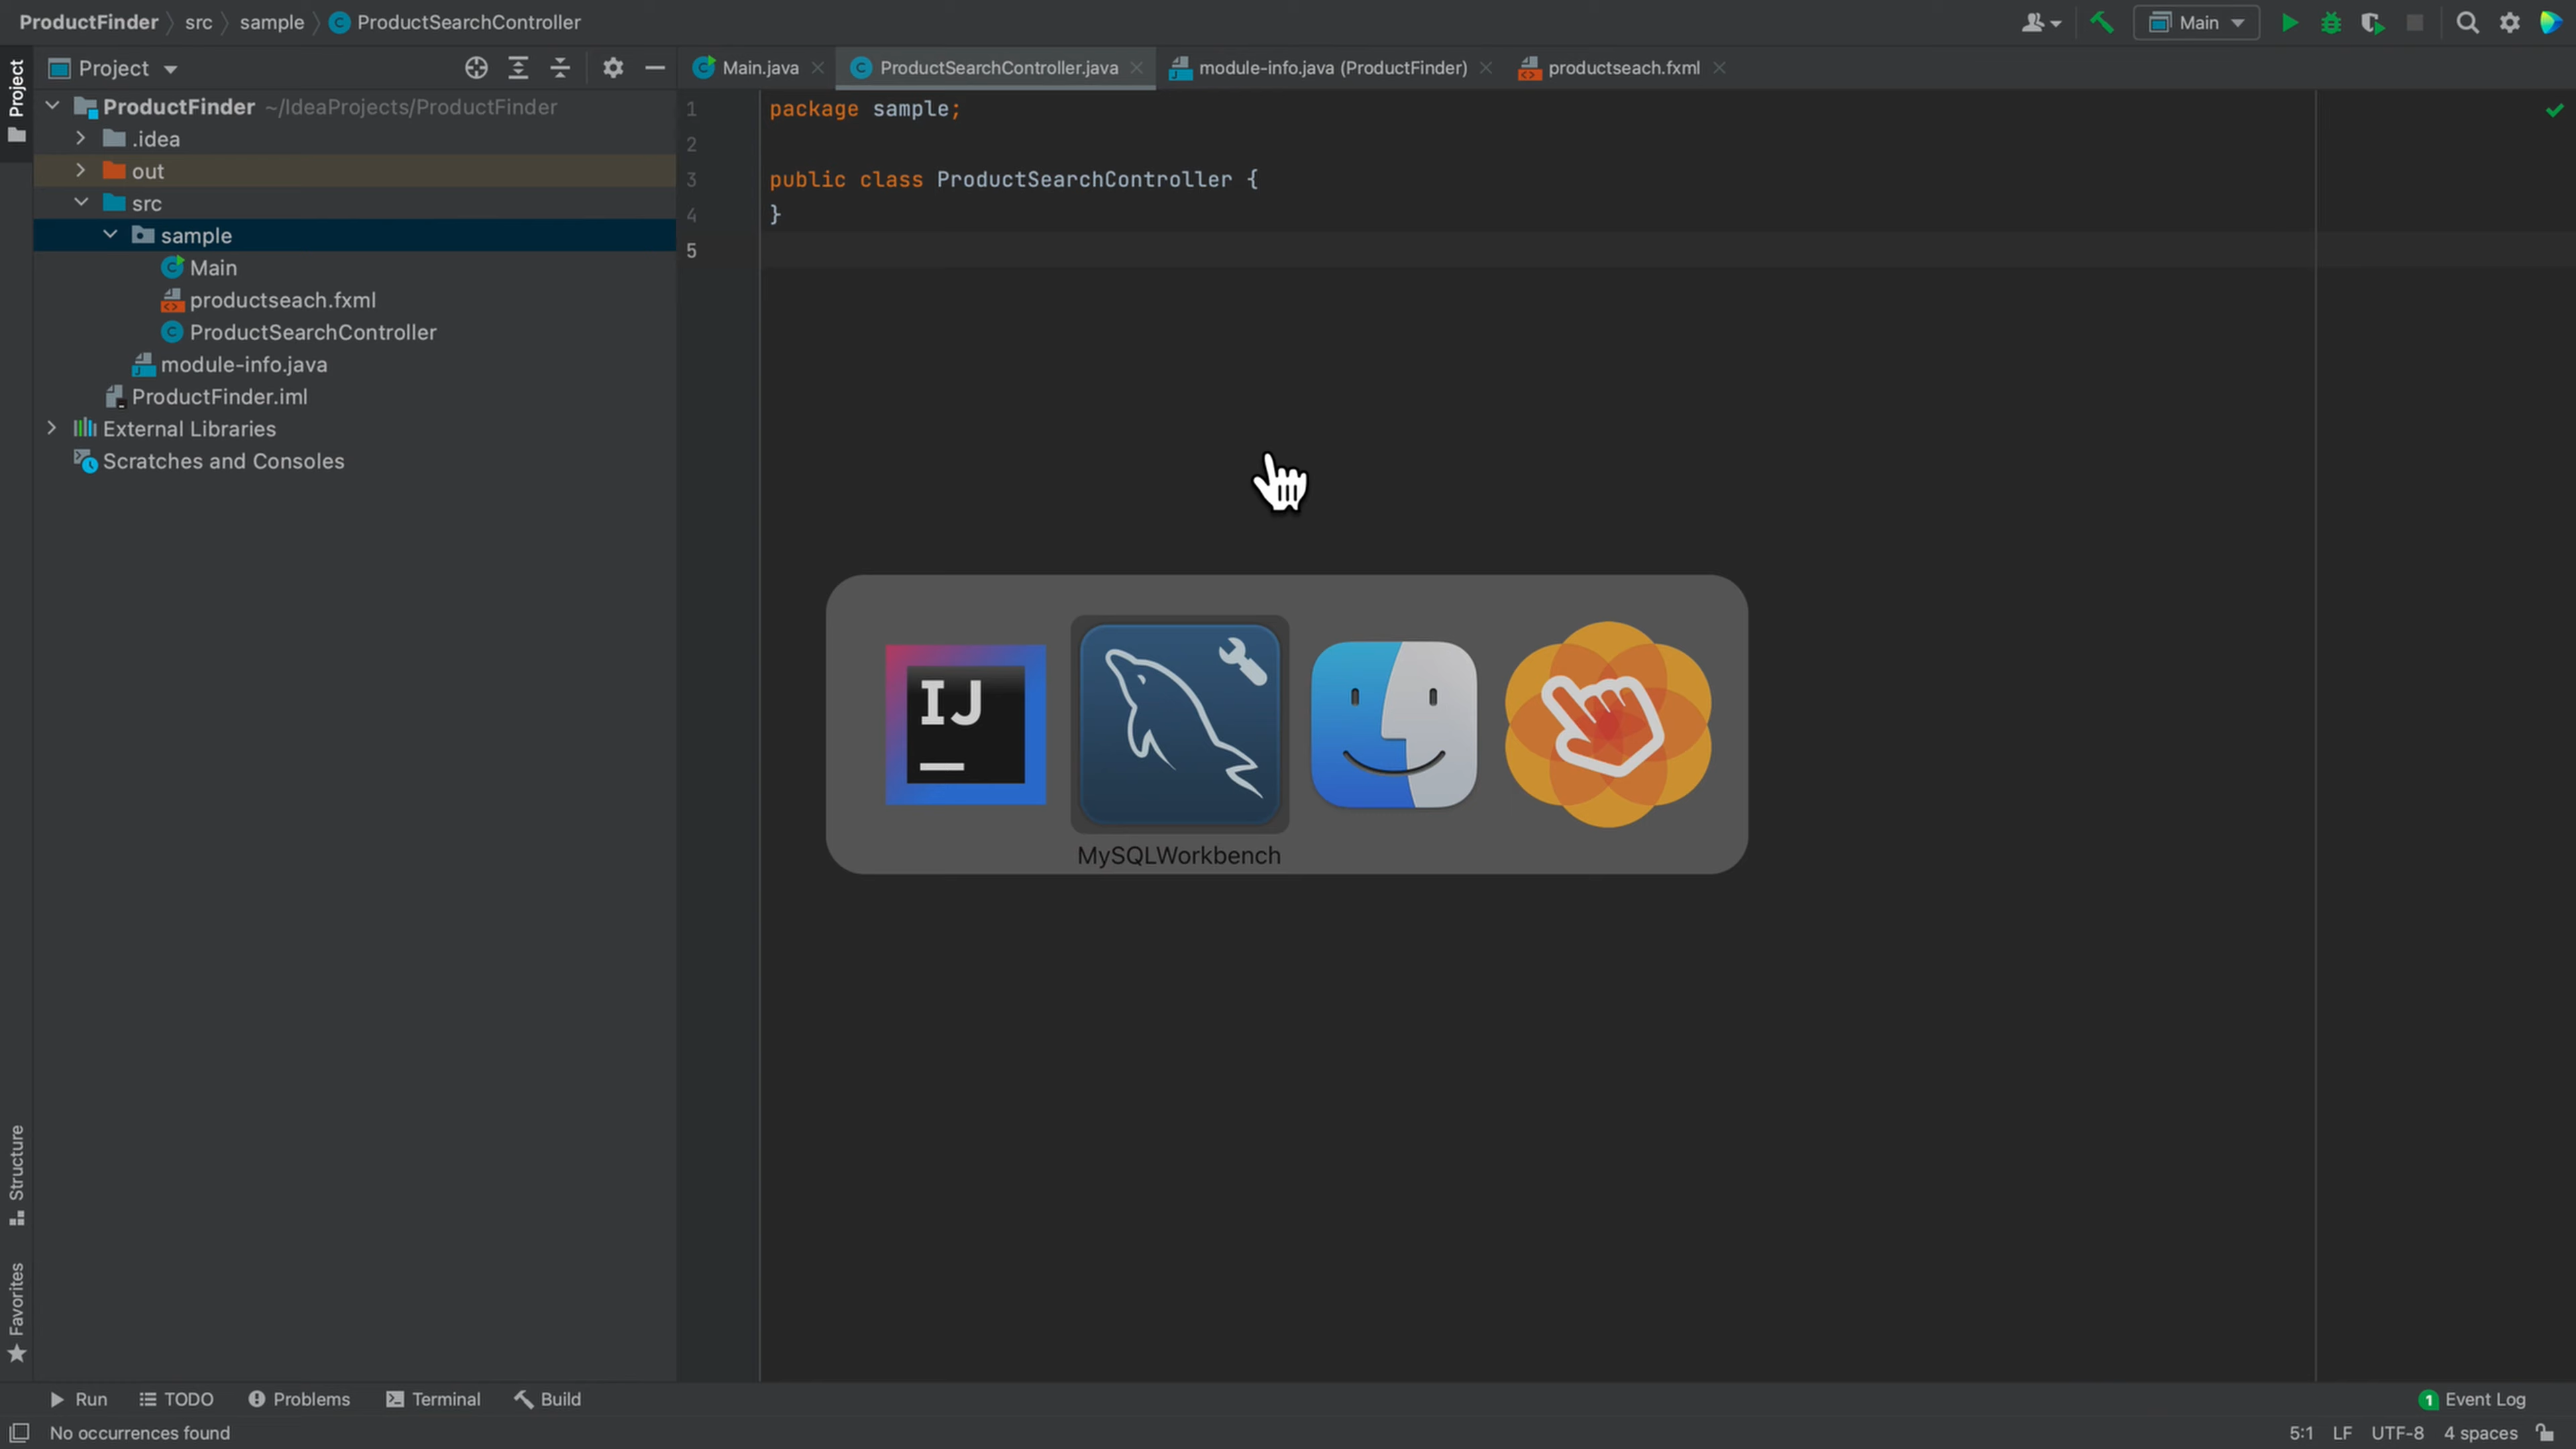 ProductFinder src sample ProductSearchController
Main
Project
Project
Main.java ProductSearchController.java module-info.java (ProductFinder) productseach.fxml
ProductFinder ~/IdeaProjects/ProductFinder
.idea
out
src
sample
Main
productseach.fxml
ProductSearchController
module-info.java
ProductFinder.iml
External Libraries
Scratches and Consoles
1 package sample;
2
3 public class ProductSearchController {
4 }
5
IJ
MySQLWorkbench
Structure
Favorites
Run TODO Problems Terminal Build
1 Event Log
No occurrences found
5:1 LF UTF-8 4 spaces